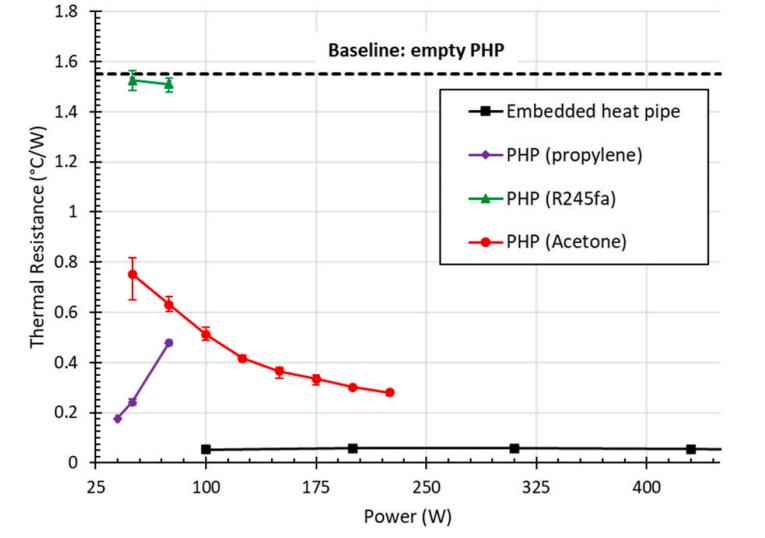 1.8
1.6
1.4
1.2
1
0.8
0.6
0.4
0.2
0
Thermal Resistance (°C/W)
Baseline: empty PHP
Embedded heat pipe
PHP (propylene)
PHP (R245fa)
PHP (Acetone)
25 100 175 250 325 400
Power (W)